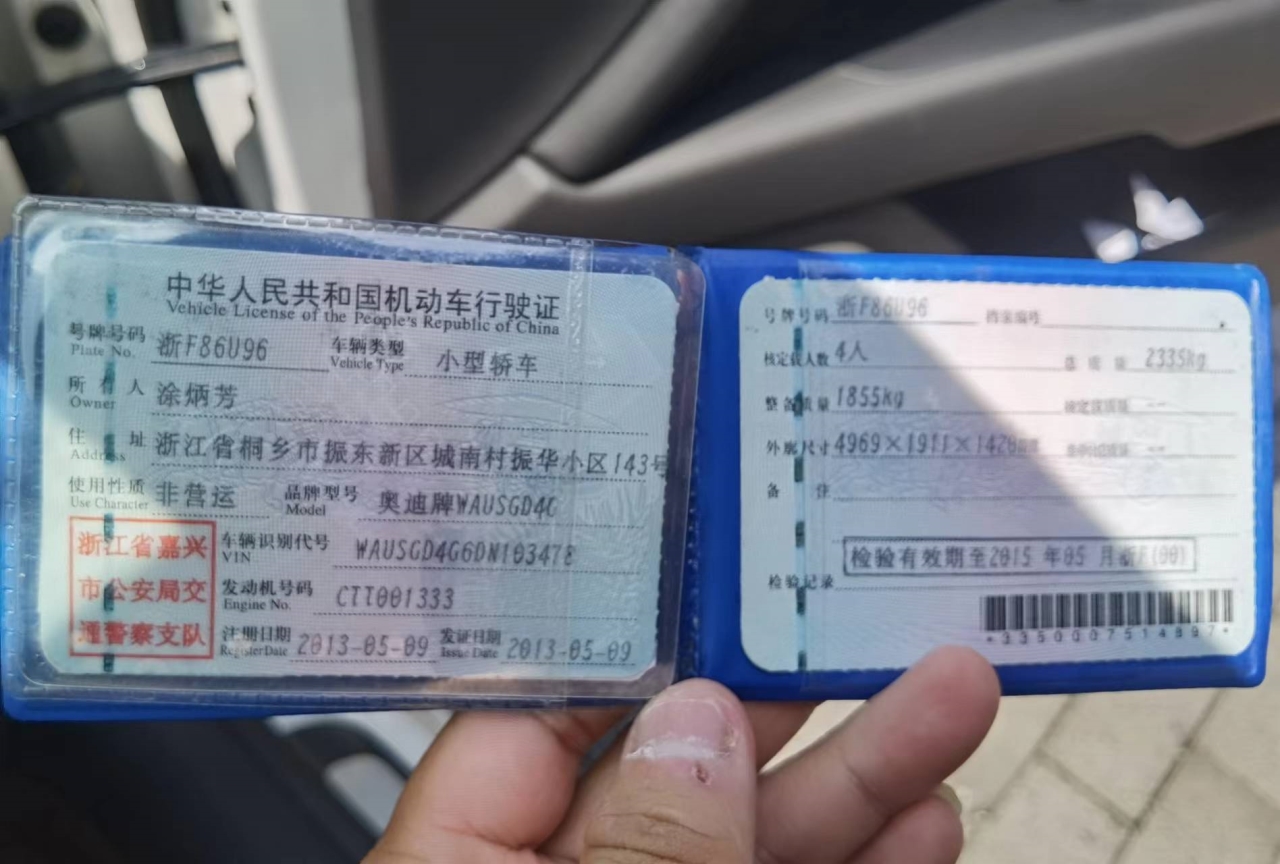 中华人民共和国机动车行驶证
Vehicle License of the People's Republic of China
号牌号码 浙F86U96 车辆类型 小型轿车
Plate No. Vehicle Type
所有人 涂炳芳
Owner
住址 浙江省桐乡市振东新区城南村振华小区143号
Address
使用性质 非营运 品牌型号 奥迪牌WAUSGD4G
Use Character Model
浙江省嘉兴
市公安局交
通警察支队
车辆识别代号 WAUSGD4G6DN103478
VIN
发动机号码 CTT001333
Engine No.
注册日期 2013-05-09 发证日期 2013-05-09
Register Date Issue Date
号牌号码 浙F86U96 档案编号
核定载人数 4人 总质量 2335kg
整备质量 1855kg 核定载质量 --
外廓尺寸 4969×1911×1420 --
备注
检验有效期至2015年05月浙F(00)
检验记录
*3350007514897*